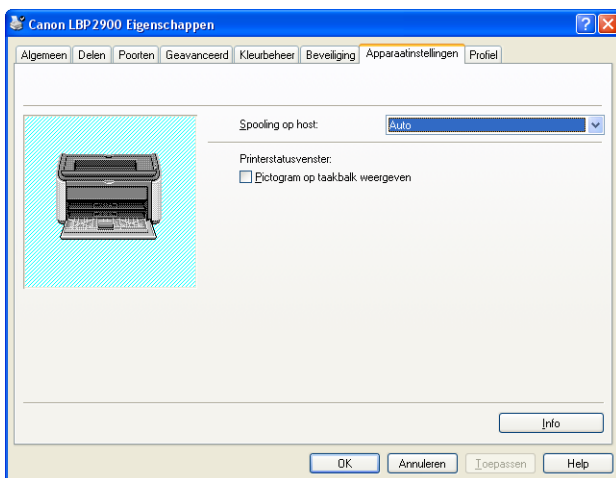 Canon LBP2900 Eigenschappen
Algemeen Delen Poorten Geavanceerd Kleurbeheer Beveiliging Apparaatinstellingen Profiel
Spooling op host: Auto
Printerstatusvenster:
Pictogram op taakbalk weergeven
Info
OK Annuleren Toepassen Help